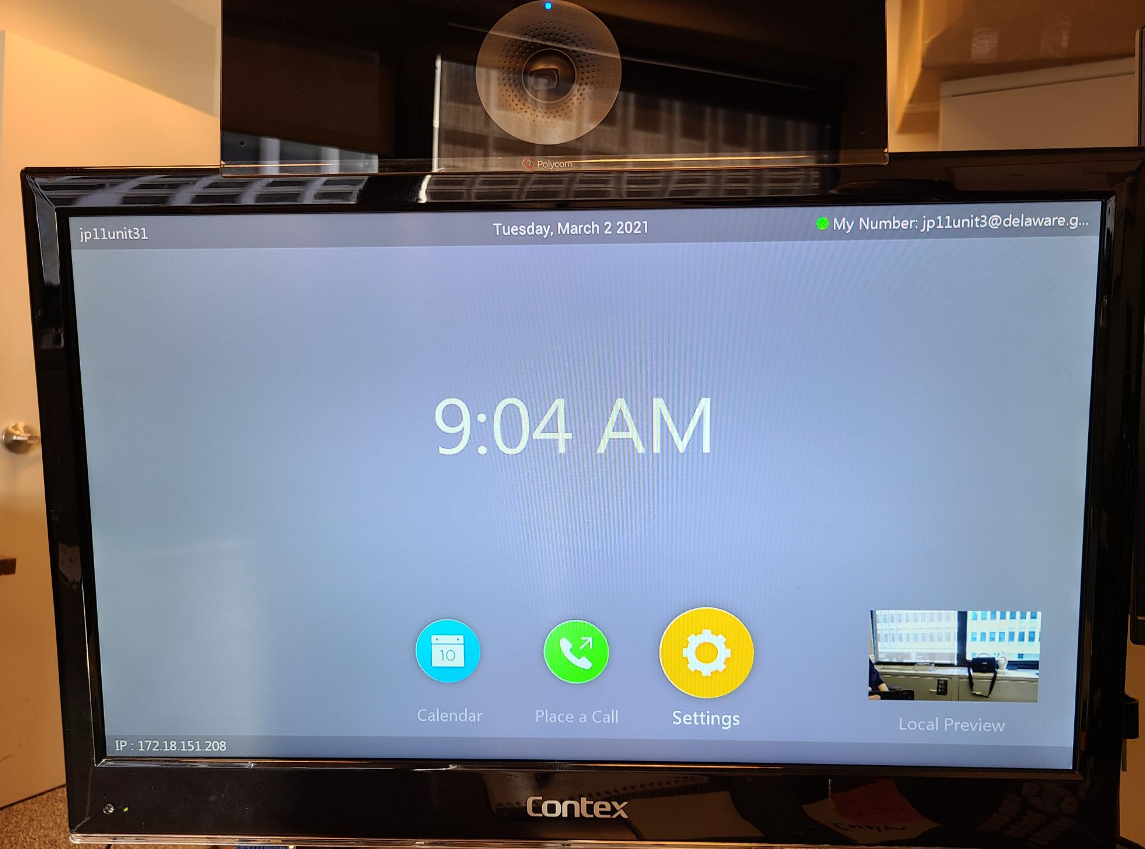 Polycom
jp11unit31
Tuesday, March 2 2021
My Number: jp11unit3@delaware.g...
9:04 AM
10
Calendar
Place a Call
Settings
Local Preview
IP : 172.18.151.208
Contex